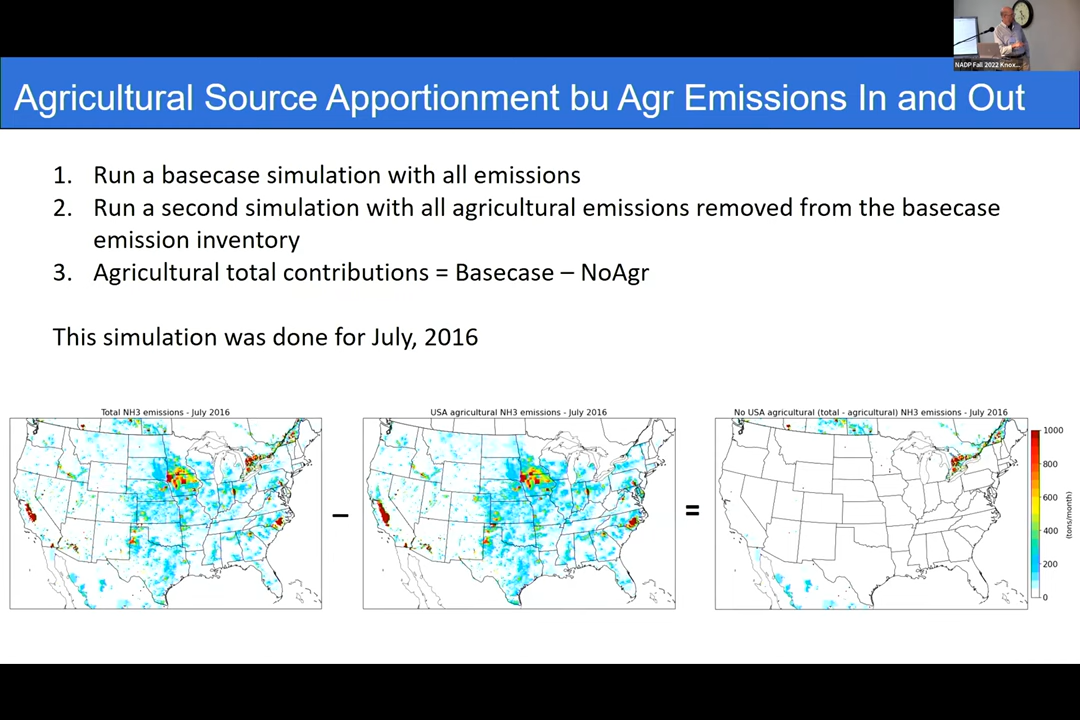 NADP Fall 2022 Knox...
Agricultural Source Apportionment bu Agr Emissions In and Out
1. Run a basecase simulation with all emissions
2. Run a second simulation with all agricultural emissions removed from the basecase
emission inventory
3. Agricultural total contributions = Basecase – NoAgr
This simulation was done for July, 2016
Total NH3 emissions - July 2016
USA agricultural NH3 emissions - July 2016
No USA agricultural (total - agricultural) NH3 emissions - July 2016
–
=
1000
800
600
400
200
0
(tons/month)